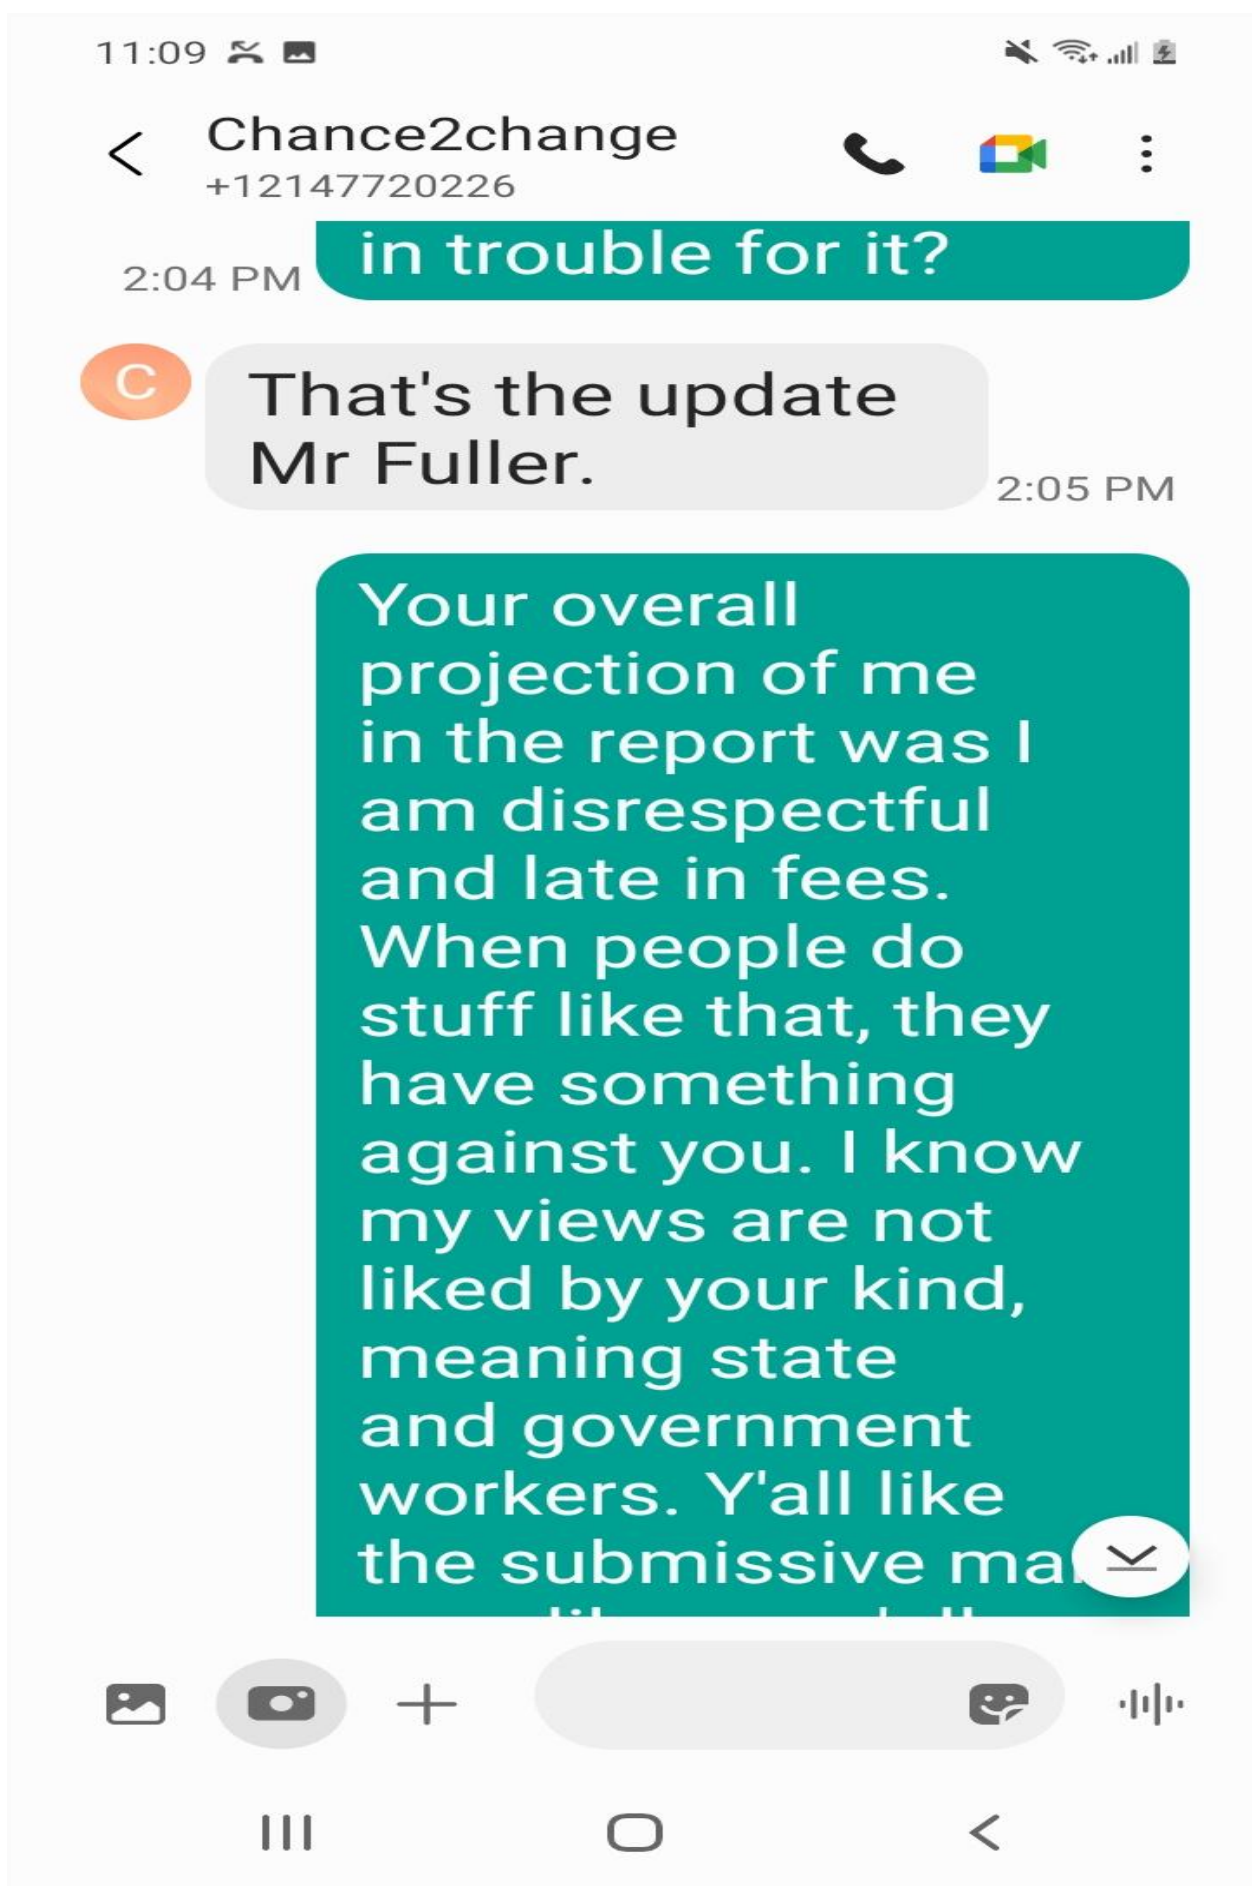 11:09
Chance2change
+12147720226
in trouble for it?
2:04 PM
C
That's the update
Mr Fuller.
2:05 PM
Your overall
projection of me
in the report was I
am disrespectful
and late in fees.
When people do
stuff like that, they
have something
against you. I know
my views are not
liked by your kind,
meaning state
and government
workers. Y'all like
the submissive